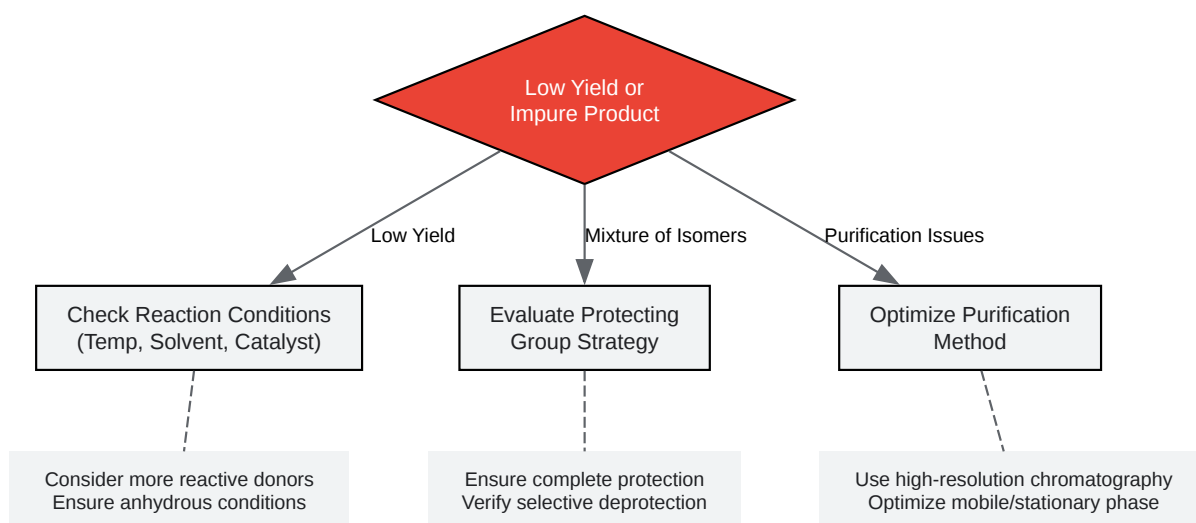 Low Yield or
Impure Product
Low Yield
Mixture of Isomers
Purification Issues
Check Reaction Conditions
(Temp, Solvent, Catalyst)
Evaluate Protecting
Group Strategy
Optimize Purification
Method
Consider more reactive donors
Ensure anhydrous conditions
Ensure complete protection
Verify selective deprotection
Use high-resolution chromatography
Optimize mobile/stationary phase